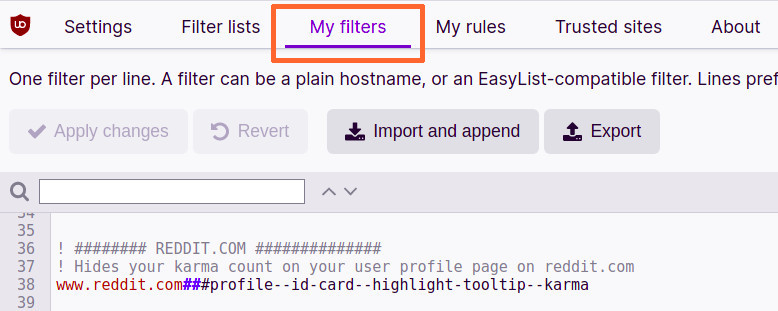 uo Settings Filter lists My filters My rules Trusted sites About
One filter per line. A filter can be a plain hostname, or an EasyList-compatible filter. Lines pref
Apply changes Revert Import and append Export
34
35
36 ! ######## REDDIT.COM ##############
37 ! Hides your karma count on your user profile page on reddit.com
38 www.reddit.com###profile--id-card--highlight-tooltip--karma
39